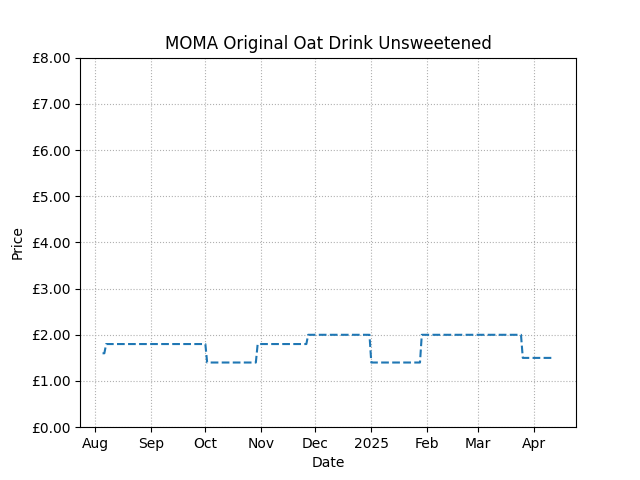 MOMA Original Oat Drink Unsweetened
£8.00
£7.00
£6.00
£5.00
£4.00
£3.00
£2.00
£1.00
£0.00
Price
Aug Sep Oct Nov Dec 2025 Feb Mar Apr
Date